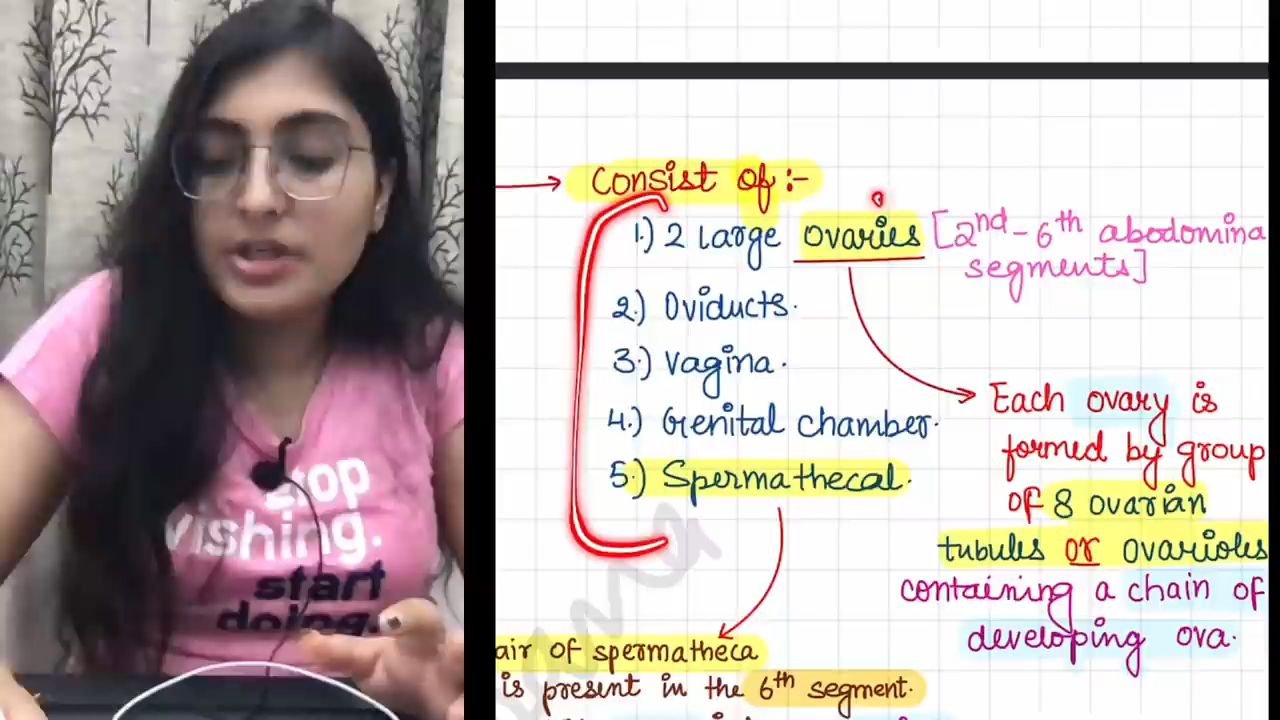 Consist of :-
1.) 2 large ovaries [2nd - 6th abodomina
segments]
2.) Oviducts.
3.) Vagina.
4.) Genital chamber.
5.) Spermathecal.
Each ovary is
formed by group
of 8 ovarian
tubules or ovarioles
containing a chain of
developing ova.
air of spermatheca
is present in the 6th segment.
stop
wishing.
start
doing.